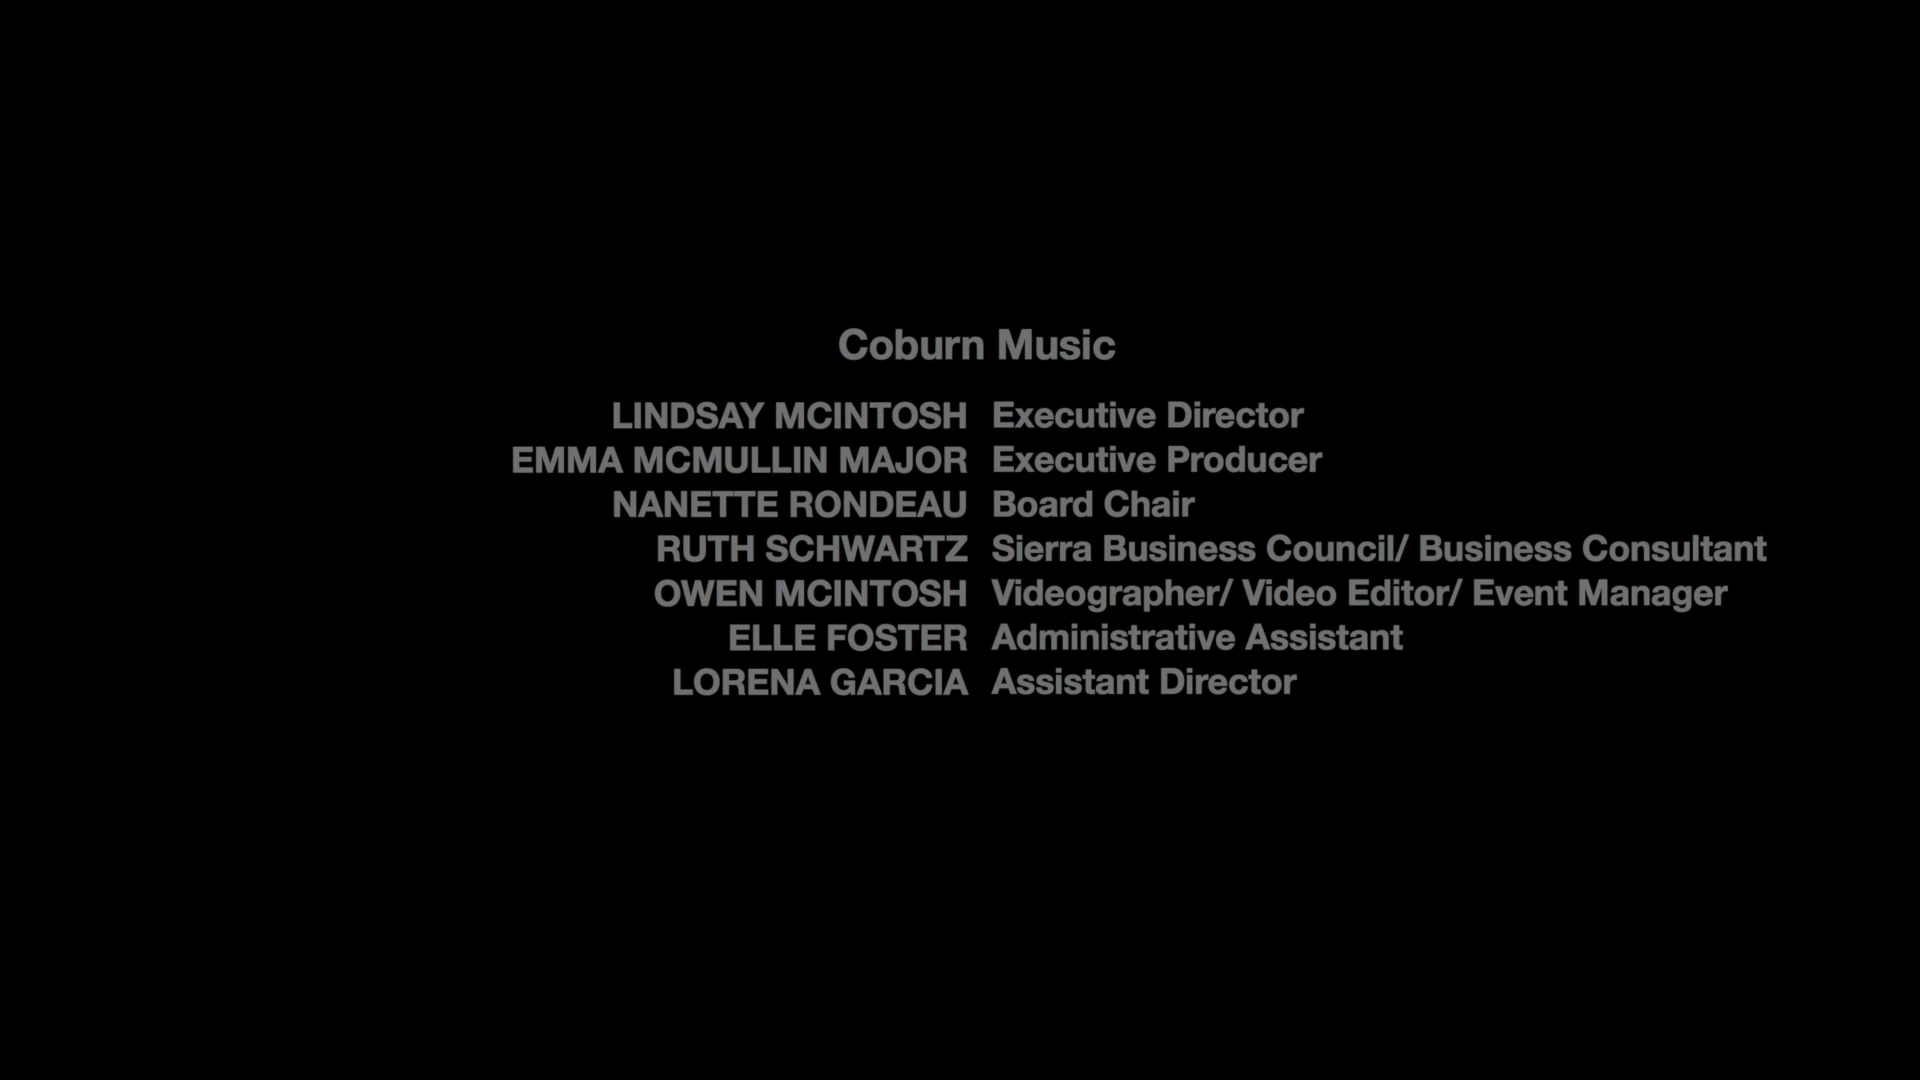 Coburn Music
LINDSAY MCINTOSH Executive Director
EMMA MCMULLIN MAJOR Executive Producer
NANETTE RONDEAU Board Chair
RUTH SCHWARTZ Sierra Business Council/ Business Consultant
OWEN MCINTOSH Videographer/ Video Editor/ Event Manager
ELLE FOSTER Administrative Assistant
LORENA GARCIA Assistant Director